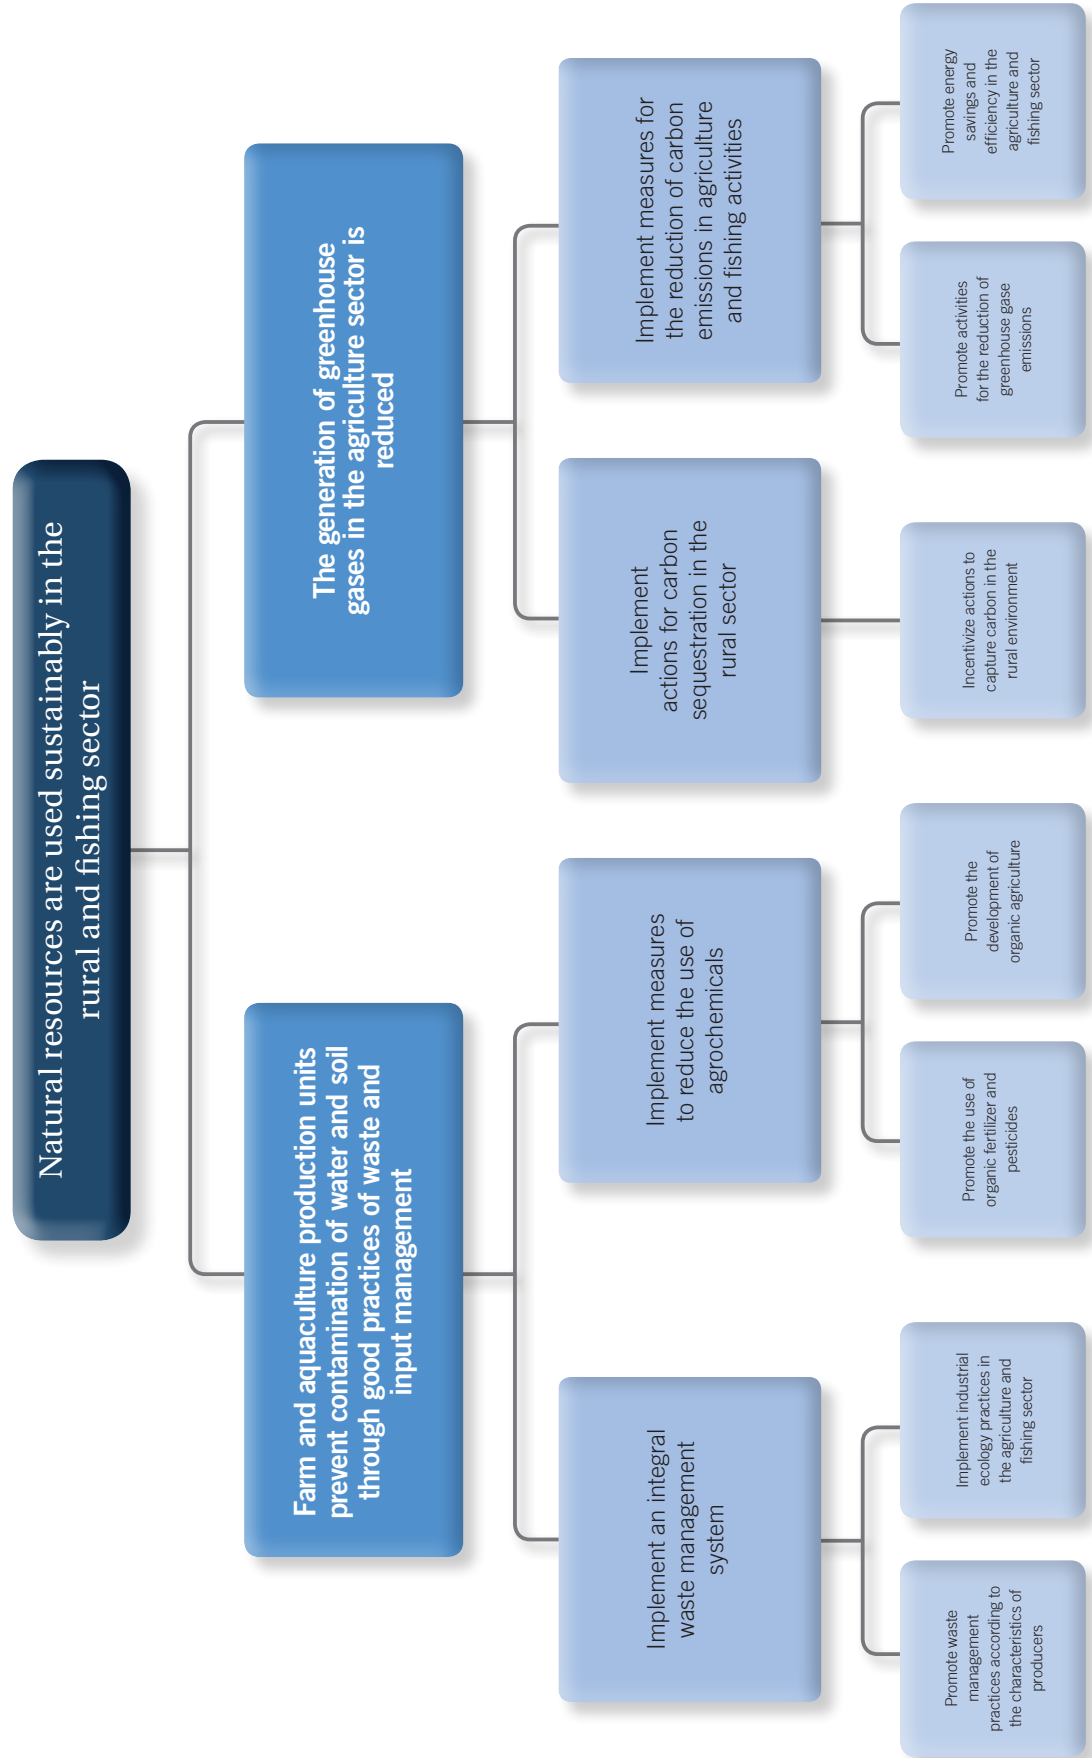 Natural resources are used sustainably in the
rural and fishing sector
Farm and aquaculture production units
prevent contamination of water and soil
through good practices of waste and
input management
The generation of greenhouse
gases in the agriculture sector is
reduced
Implement an integral
waste management
system
Implement measures
to reduce the use of
agrochemicals
Implement
actions for carbon
sequestration in the
rural sector
Implement measures for
the reduction of carbon
emissions in agriculture
and fishing activities
Promote waste
management
practices according to
the characteristics of
producers
Implement industrial
ecology practices in
the agriculture and
fishing sector
Promote the use of
organic fertilizer and
pesticides
Promote the
development of
organic agriculture
Incentivize actions to
capture carbon in the
rural environment
Promote activities
for the reduction of
greenhouse gase
emissions
Promote energy
savings and
efficiency in the
agriculture and
fishing sector